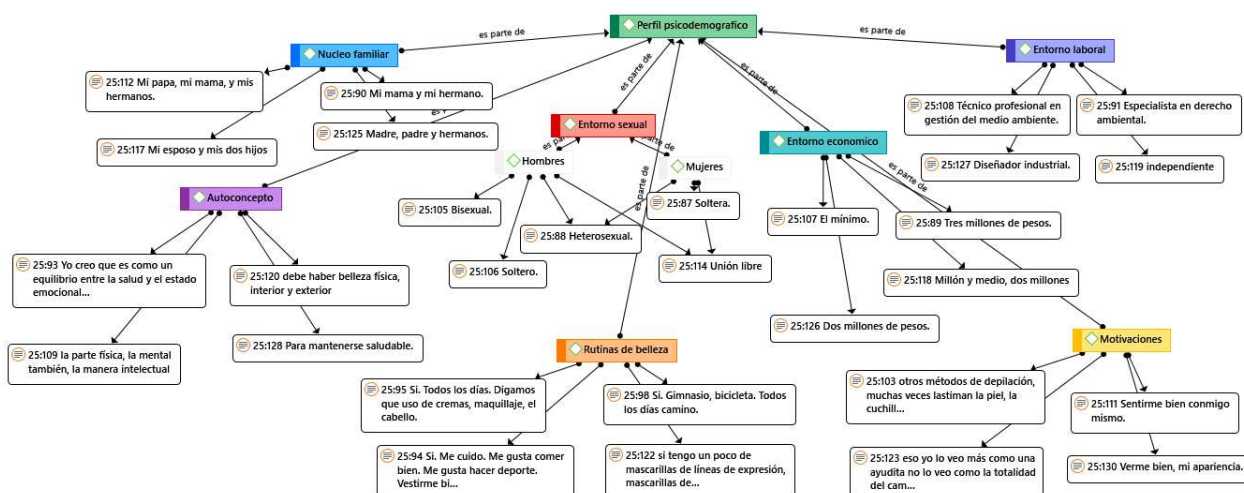 Perfil psicodemografico
es parte de
es parte de
Nucleo familiar
Entorno laboral
25:112 Mi papa, mi mama, y mis
hermanos.
25:90 Mi mama y mi hermano.
25:125 Madre, padre y hermanos.
25:117 Mi esposo y mis dos hijos
es parte de
es parte de
25:108 Técnico profesional en
gestión del medio ambiente.
25:91 Especialista en derecho
ambiental.
25:127 Diseñador industrial.
25:119 independiente
Entorno sexual
Entorno economico
es parte de
es parte de
Hombres
Mujeres
es parte de
es parte de
Autoconcepto
25:105 Bisexual.
25:87 Soltera.
25:88 Heterosexual.
25:106 Soltero.
25:114 Unión libre
25:107 El mínimo.
25:89 Tres millones de pesos.
25:118 Millón y medio, dos millones
25:126 Dos millones de pesos.
25:93 Yo creo que es como un
equilibrio entre la salud y el estado
emocional...
25:120 debe haber belleza física,
interior y exterior
25:128 Para mantenerse saludable.
25:109 la parte física, la mental
también, la manera intelectual
Rutinas de belleza
Motivaciones
25:95 Si. Todos los días. Digamos
que uso de cremas, maquillaje, el
cabello.
25:98 Si. Gimnasio, bicicleta. Todos
los días camino.
25:94 Si. Me cuido. Me gusta comer
bien. Me gusta hacer deporte.
Vestirme bi...
25:122 si tengo un poco de
mascarillas de líneas de expresión,
mascarillas de...
25:103 otros métodos de depilación,
muchas veces lastiman la piel, la
cuchill...
25:111 Sentirme bien conmigo
mismo.
25:123 eso yo lo veo más como una
ayudita no lo veo como la totalidad
del cam...
25:130 Verme bien, mi apariencia.